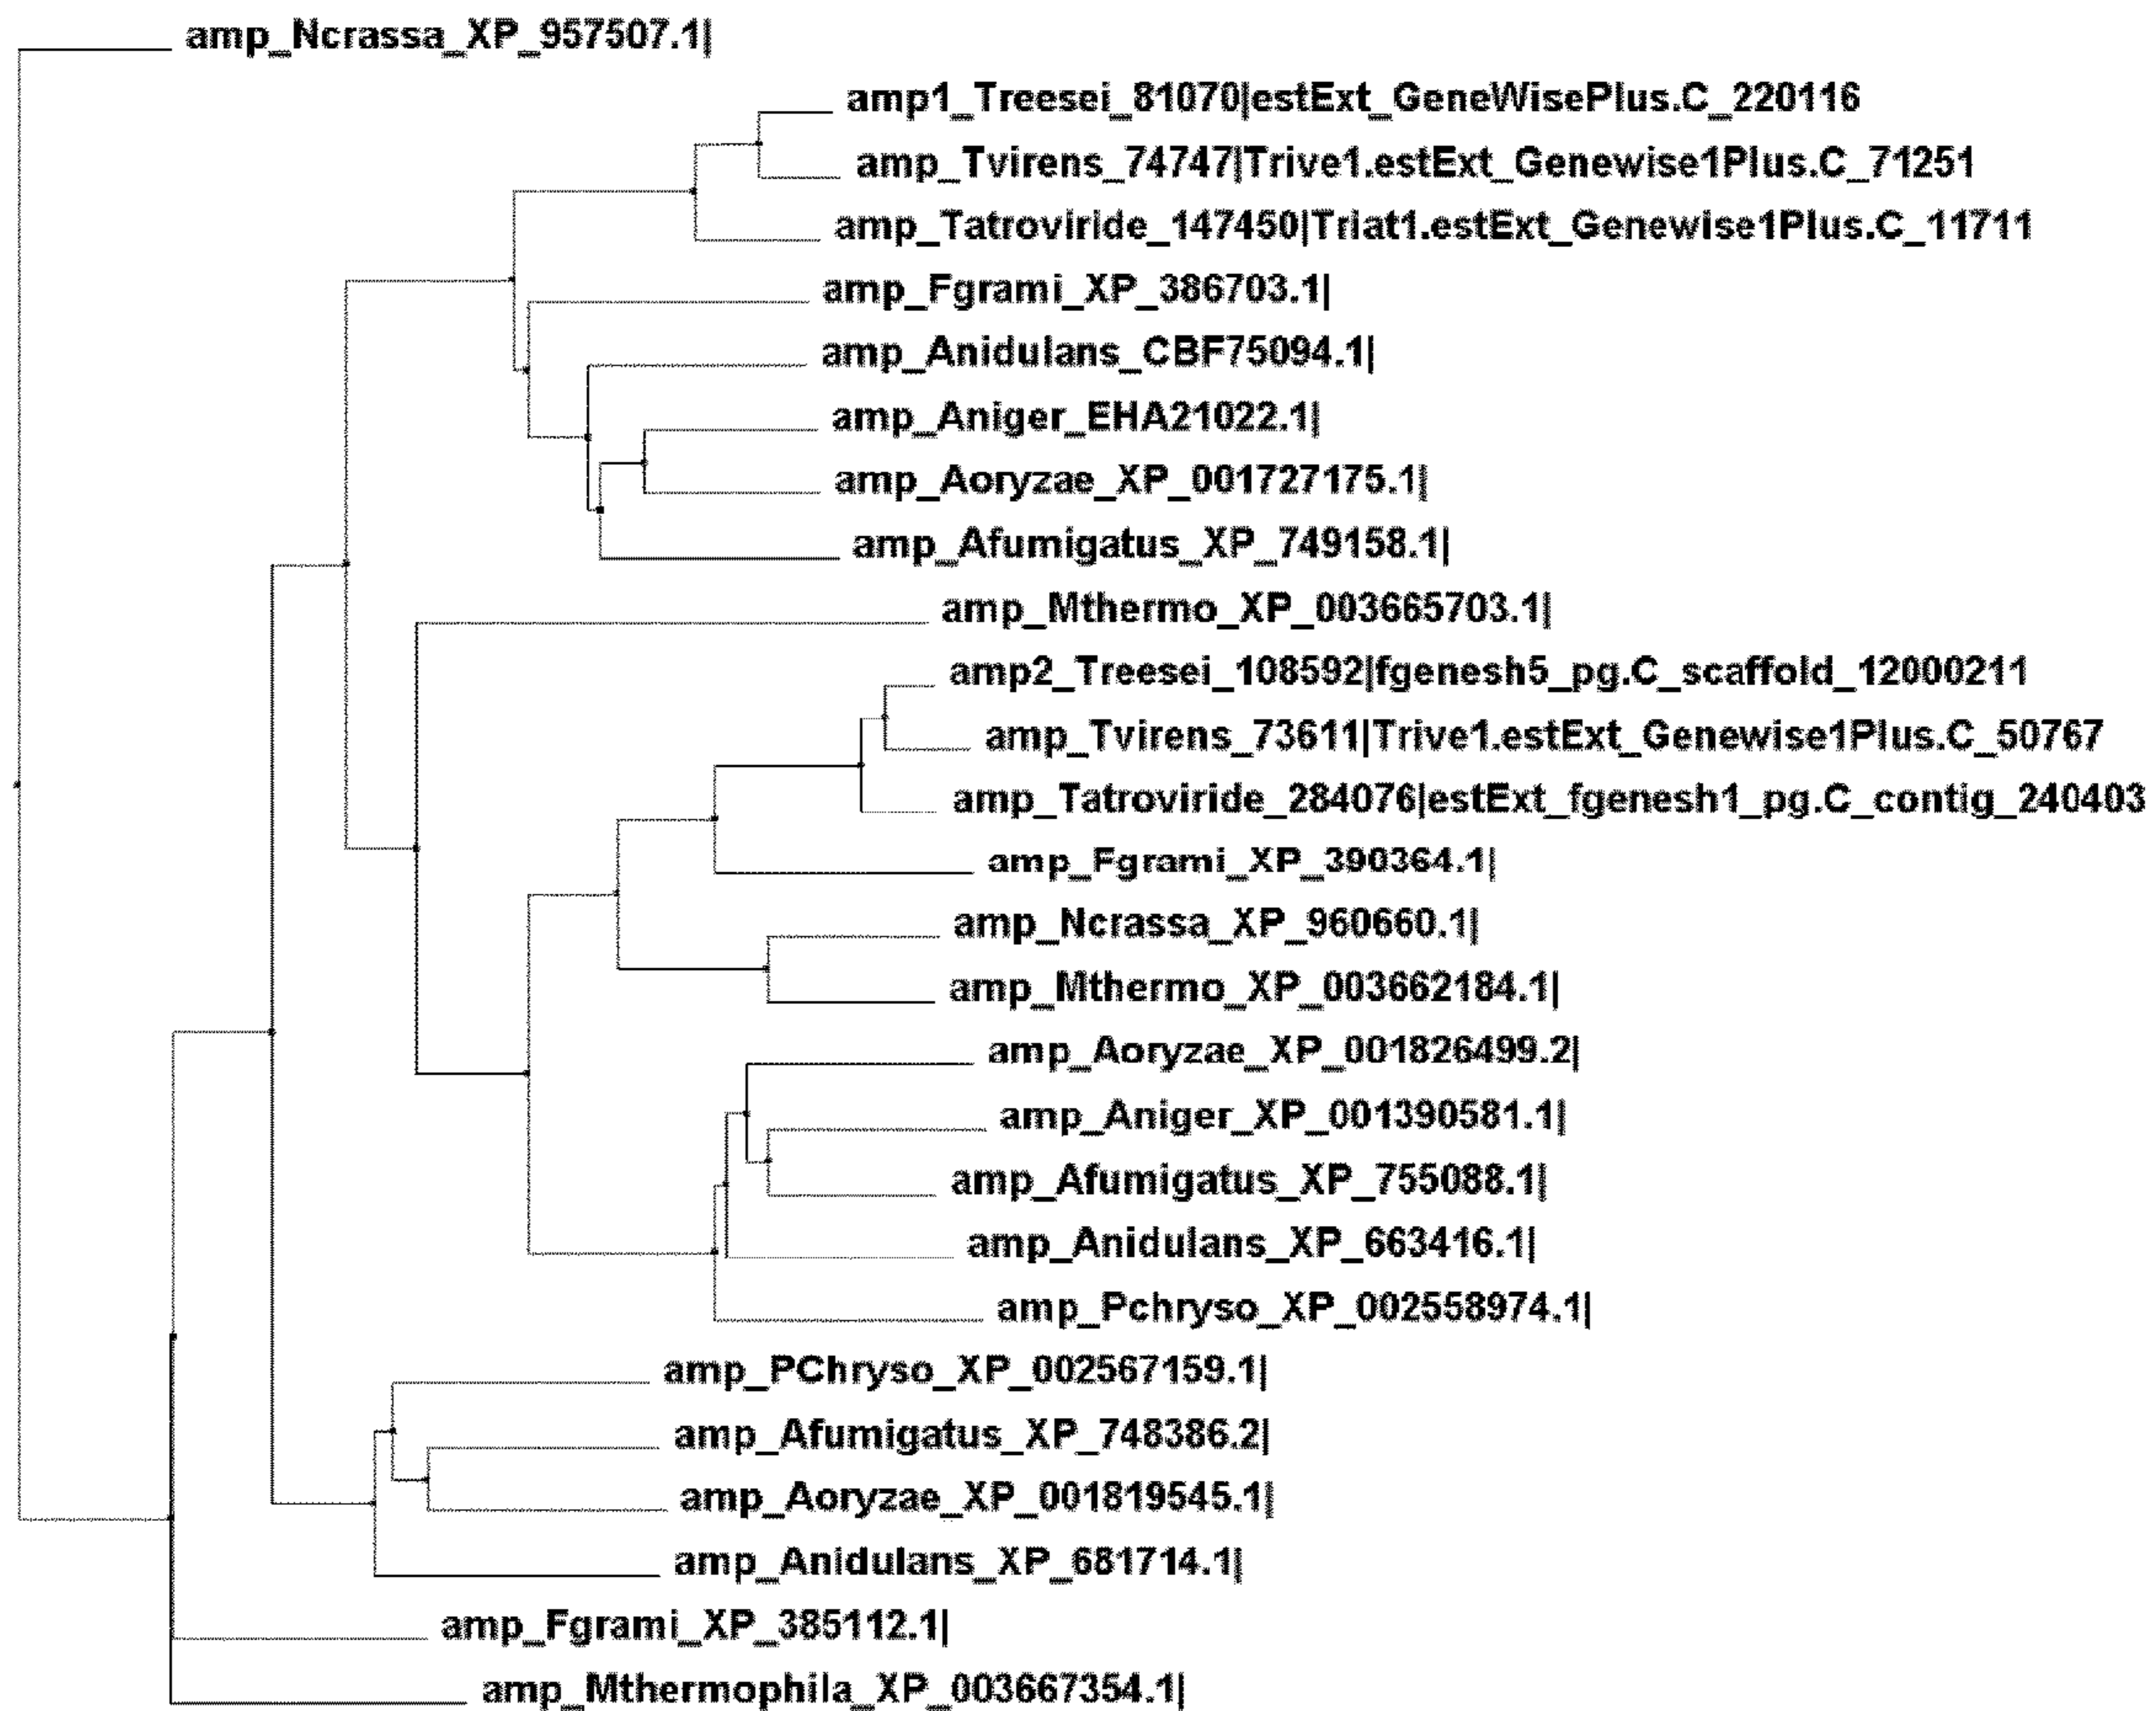 amp_Ncrassa_XP_957507.1|
amp1_Treesei_81070|estExt_GeneWisePlus.C_220116
amp_Tvirens_74747|Trive1.estExt_Genewise1Plus.C_71251
amp_Tatroviride_147450|Triat1.estExt_Genewise1Plus.C_11711
amp_Fgrami_XP_386703.1|
amp_Anidulans_CBF75094.1|
amp_Aniger_EHA21022.1|
amp_Aoryzae_XP_001727175.1|
amp_Afumigatus_XP_749158.1|
amp_Mthermo_XP_003665703.1|
amp2_Treesei_108592|fgenesh5_pg.C_scaffold_12000211
amp_Tvirens_73611|Trive1.estExt_Genewise1Plus.C_50767
amp_Tatroviride_284076|estExt_fgenesh1_pg.C_contig_240403
amp_Fgrami_XP_390364.1|
amp_Ncrassa_XP_960660.1|
amp_Mthermo_XP_003662184.1|
amp_Aoryzae_XP_001826499.2|
amp_Aniger_XP_001390581.1|
amp_Afumigatus_XP_755088.1|
amp_Anidulans_XP_663416.1|
amp_Pchryso_XP_002558974.1|
amp_PChryso_XP_002567159.1|
amp_Afumigatus_XP_748386.2|
amp_Aoryzae_XP_001819545.1|
amp_Anidulans_XP_681714.1|
amp_Fgrami_XP_385112.1|
amp_Mthermophila_XP_003667354.1|